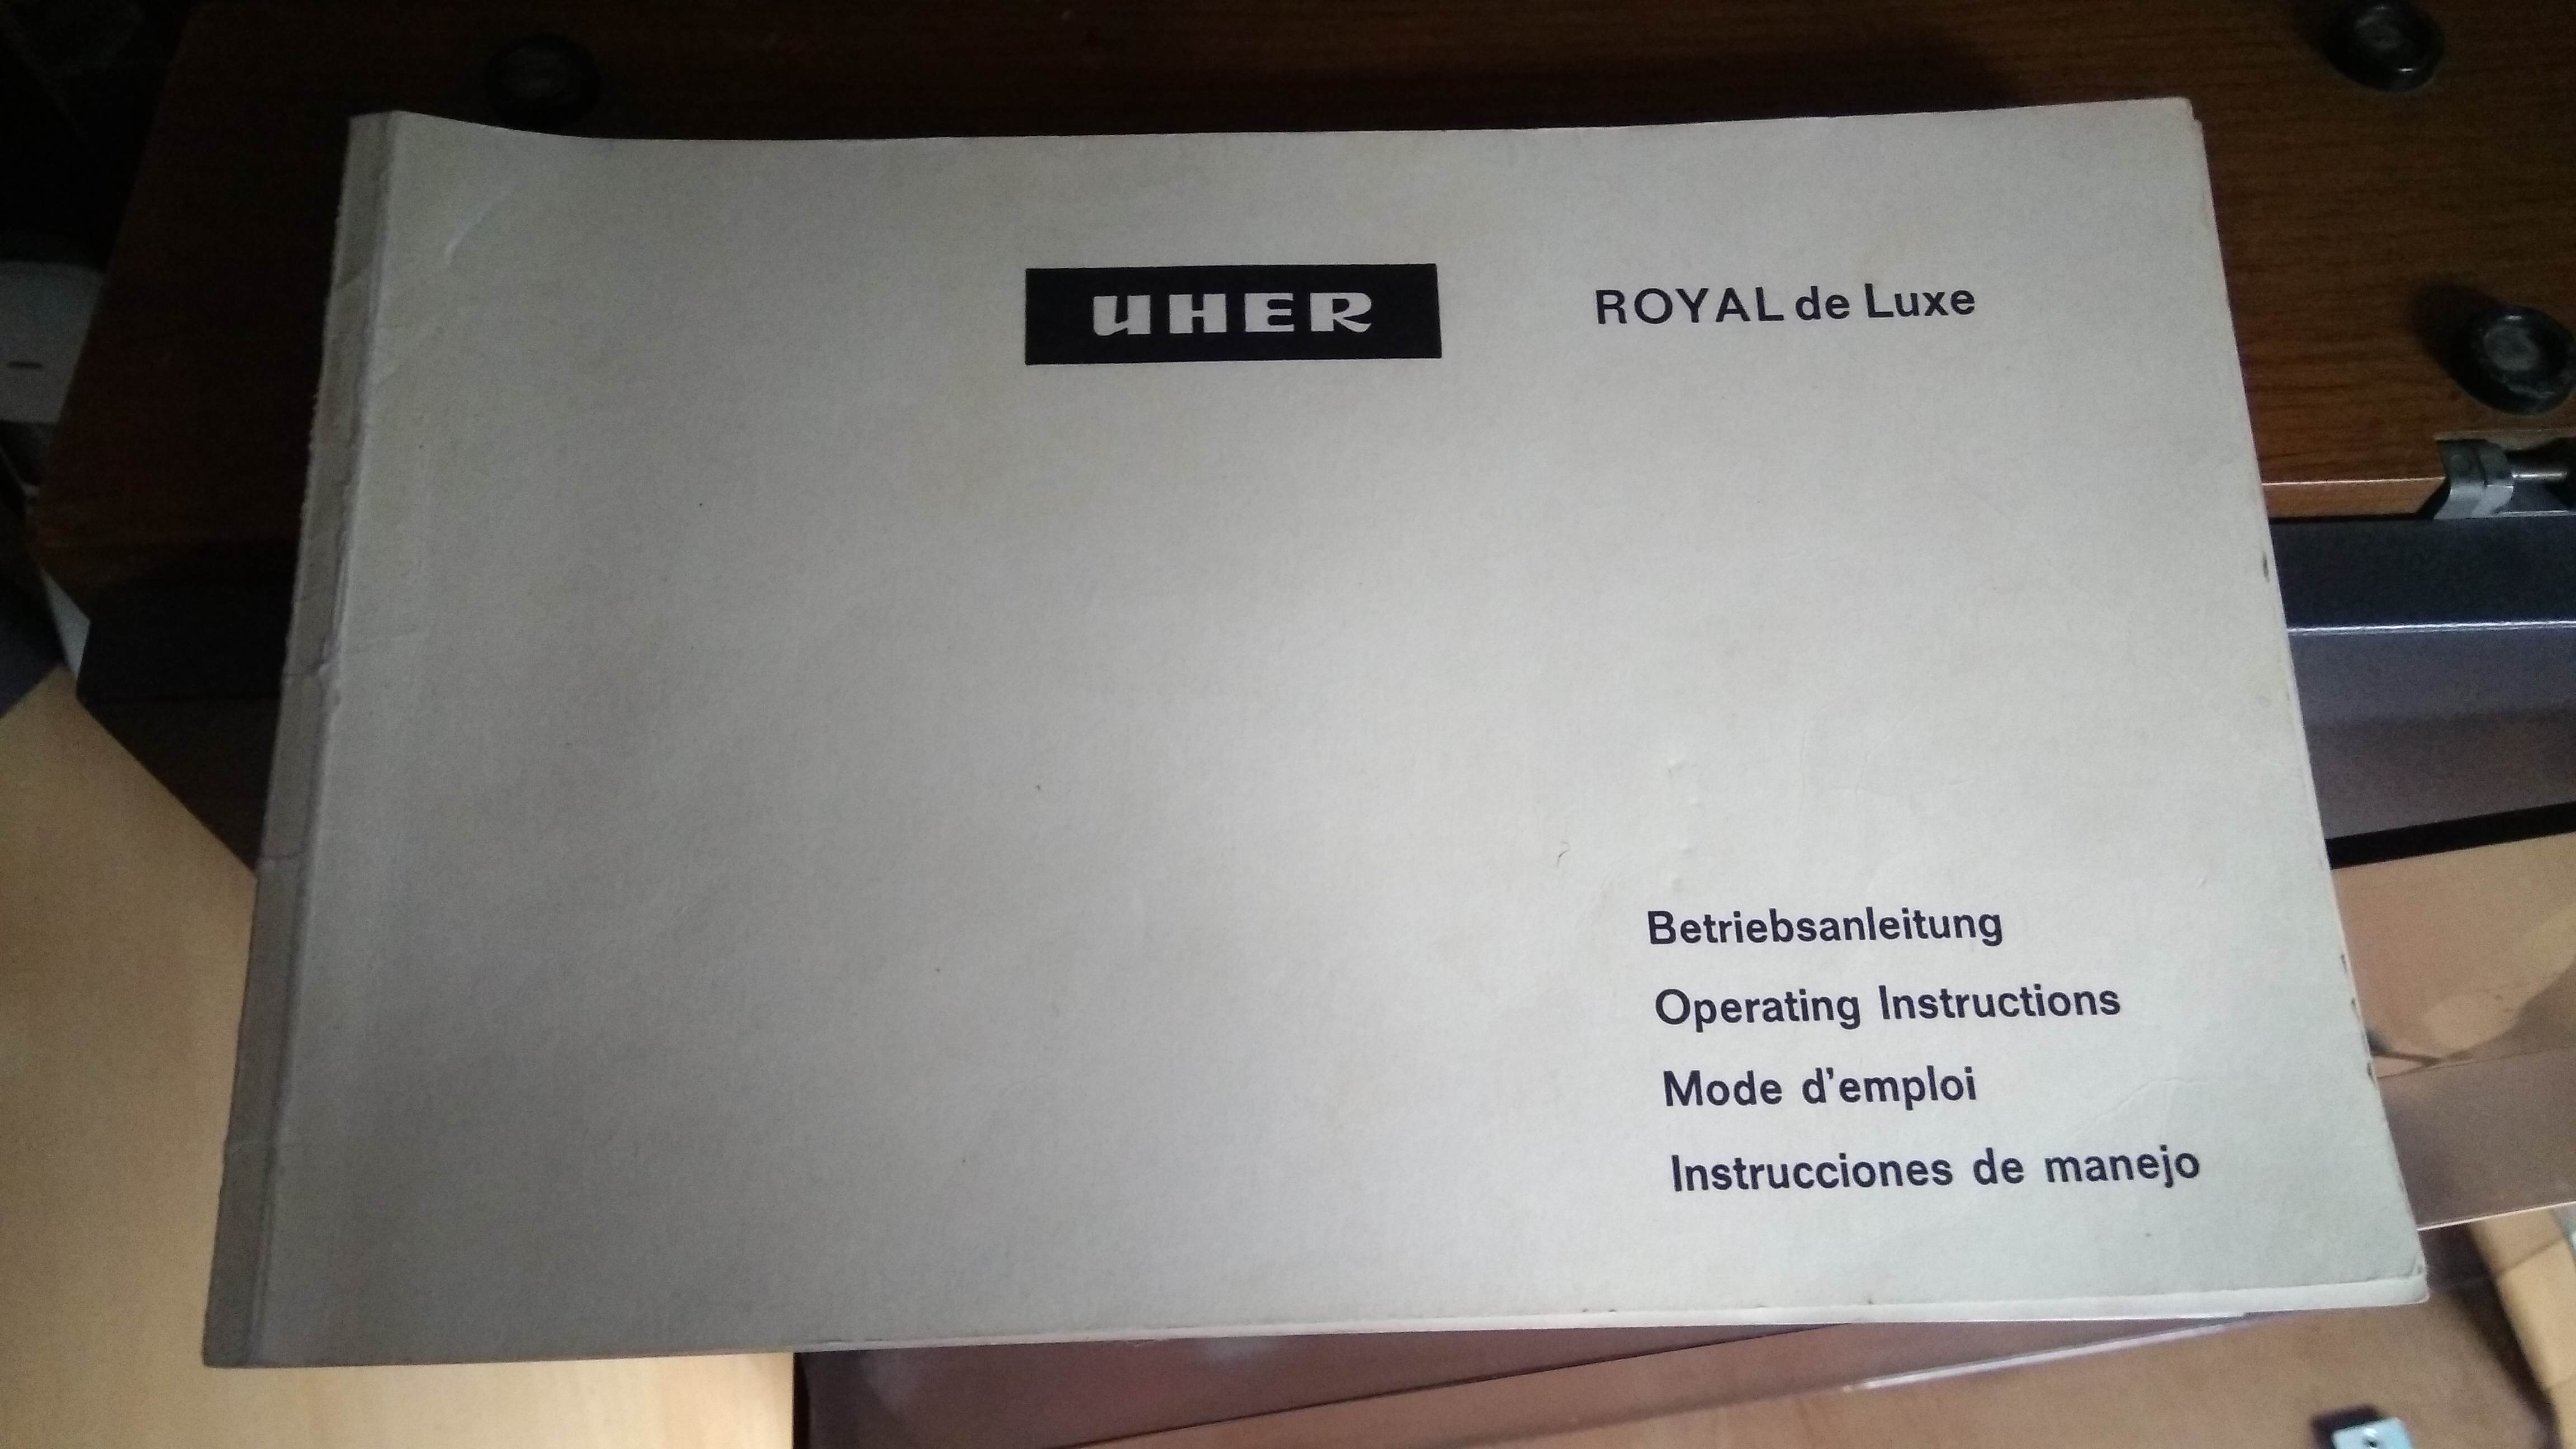 UHER ROYAL de Luxe
Betriebsanleitung
Operating Instructions
Mode d'emploi
Instrucciones de manejo